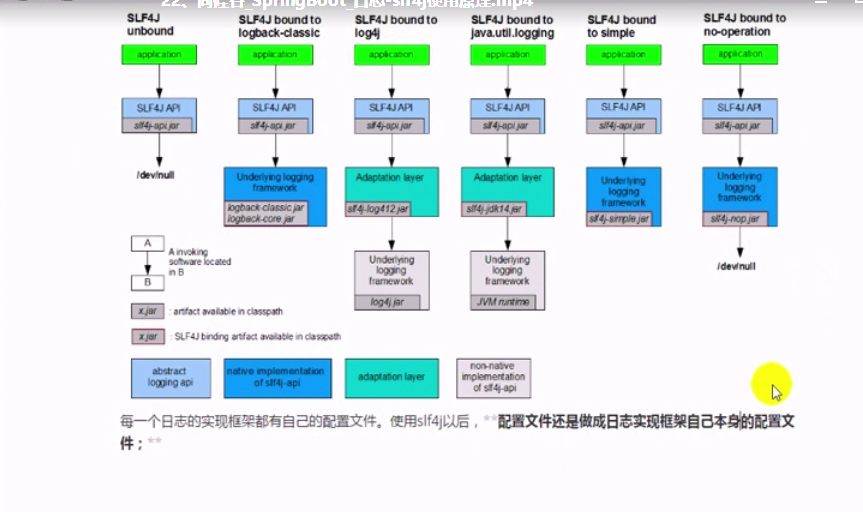 22、尚硅谷_SpringBoot_日志-slf4j使用原理.mp4
SLF4J
unbound
SLF4J bound to
logback-classic
SLF4J bound to
log4j
SLF4J bound to
java.util.logging
SLF4J bound
to simple
SLF4J bound to
no-operation
application
application
application
application
application
application
SLF4J API
slf4j-api.jar
SLF4J API
slf4j-api.jar
SLF4J API
slf4j-api.jar
SLF4J API
slf4j-api.jar
SLF4J API
slf4j-api.jar
SLF4J API
slf4j-api.jar
/dev/null
Underlying logging
framework
logback-classic.jar
logback-core.jar
Adaptation layer
slf4j-log412.jar
Adaptation layer
slf4j-jdk14.jar
Underlying
logging
framework
slf4j-simple.jar
Underlying
logging
framework
slf4j-nop.jar
Underlying
logging
framework
log4j.jar
Underlying
logging
framework
JVM runtime
/dev/null
A
B
A invoking
software located
in B
x.jar
: artifact available in classpath
x.jar
: SLF4J binding artifact available in classpath
abstract
logging api
native implementation
of slf4j-api
adaptation layer
non-native
implementation
of slf4j-api
每一个日志的实现框架都有自己的配置文件。使用slf4j以后，**配置文件还是做成日志实现框架自己本身的配置文
件；**